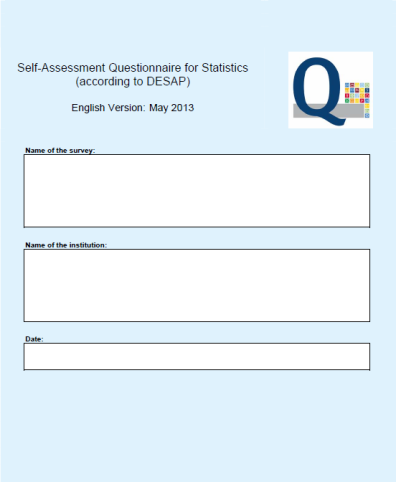 Self-Assessment Questionnaire for Statistics
(according to DESAP)
English Version: May 2013
Q
Name of the survey:
Name of the institution:
Date: